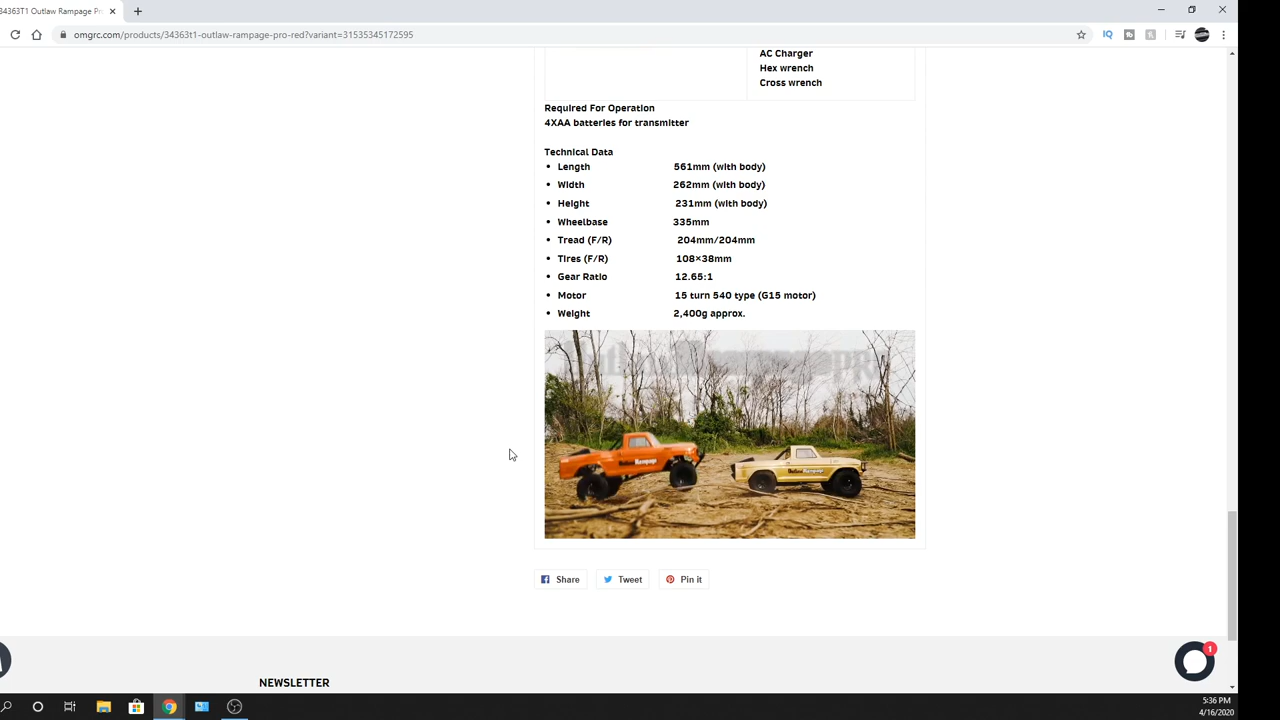 34363T1 Outlaw Rampage Pr
omgrc.com/products/34363t1-outlaw-rampage-pro-red?variant=31535345172595
AC Charger
Hex wrench
Cross wrench
Required For Operation
4XAA batteries for transmitter
Technical Data
• Length 561mm (with body)
• Width 262mm (with body)
• Height 231mm (with body)
• Wheelbase 335mm
• Tread (F/R) 204mm/204mm
• Tires (F/R) 108×38mm
• Gear Ratio 12.65:1
• Motor 15 turn 540 type (G15 motor)
• Weight 2,400g approx.
Share Tweet Pin it
1
NEWSLETTER
5:36 PM
4/16/2020